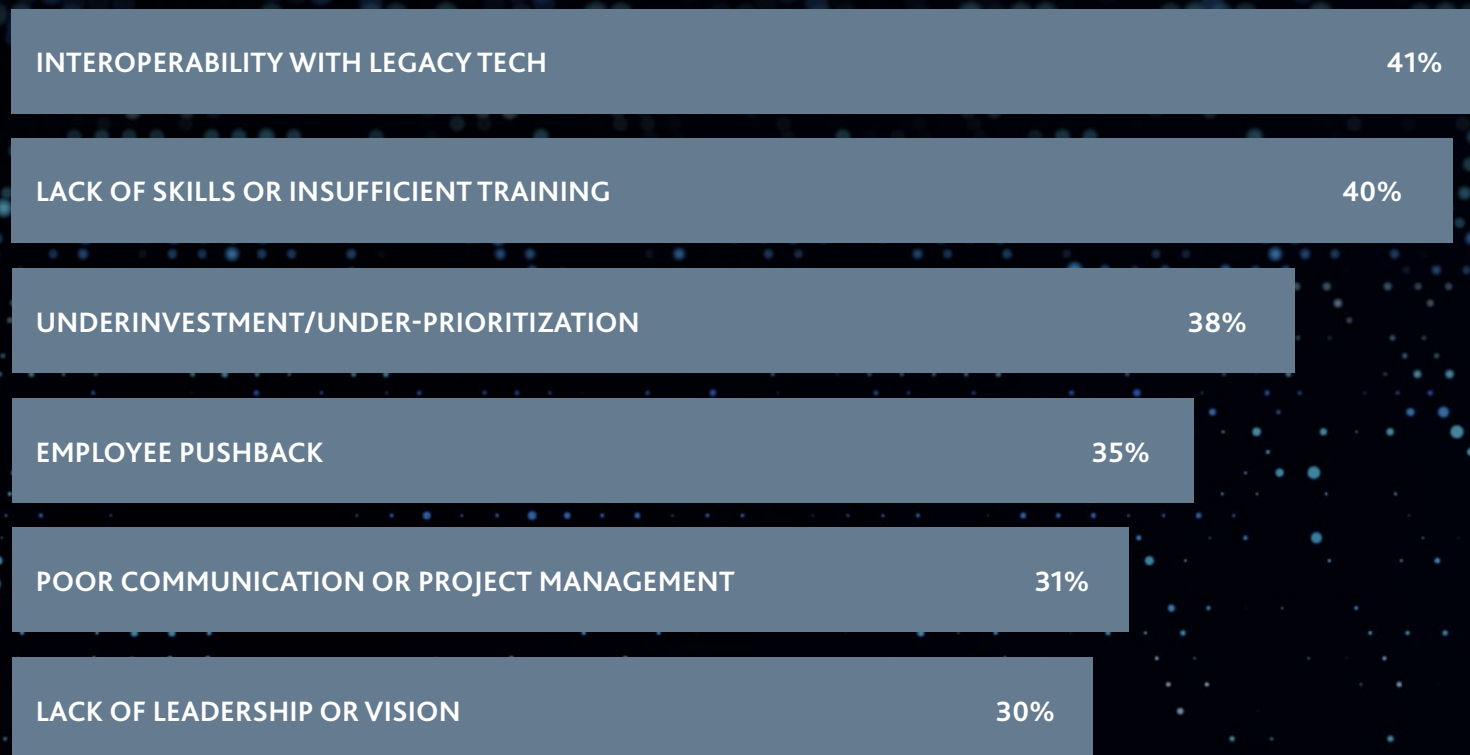 INTEROPERABILITY WITH LEGACY TECH 41%
LACK OF SKILLS OR INSUFFICIENT TRAINING 40%
UNDERINVESTMENT/UNDER-PRIORITIZATION 38%
EMPLOYEE PUSHBACK 35%
POOR COMMUNICATION OR PROJECT MANAGEMENT 31%
LACK OF LEADERSHIP OR VISION 30%